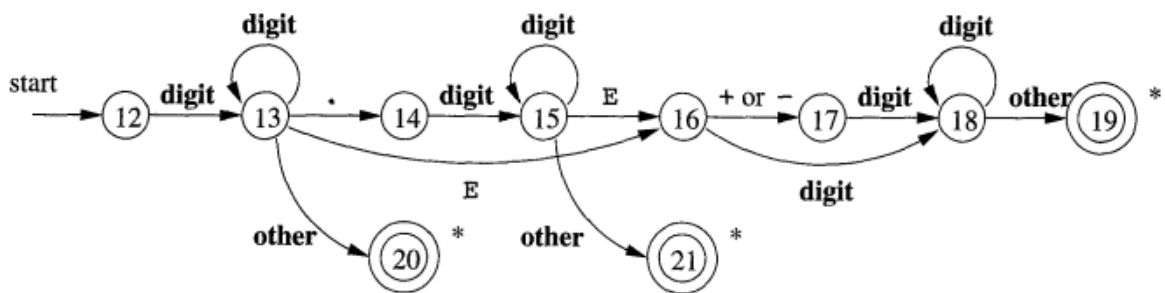 digit digit digit
start digit . digit E + or - digit other *
12 13 14 15 16 17 18 19
E digit
other * other *
20 21